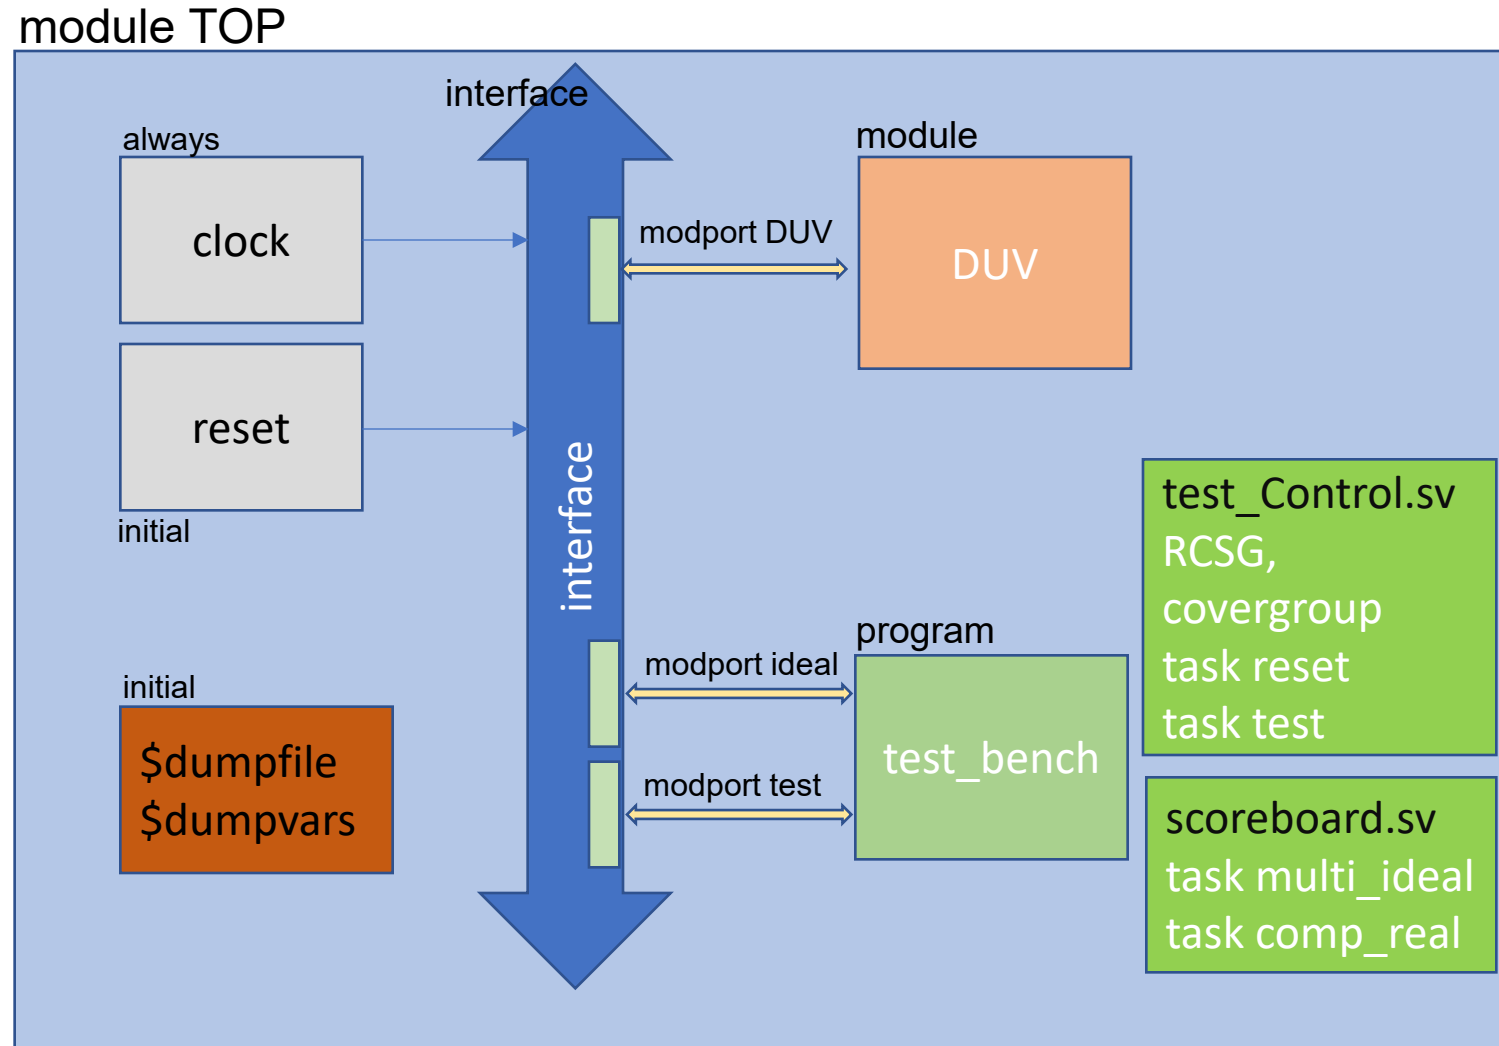 module TOP
interface
always
clock
reset
initial
initial
$dumpfile
$dumpvars
interface
module
modport DUV
DUV
program
modport ideal
test_bench
modport test
test_Control.sv
RCSG,
covergroup
task reset
task test
scoreboard.sv
task multi_ideal
task comp_real